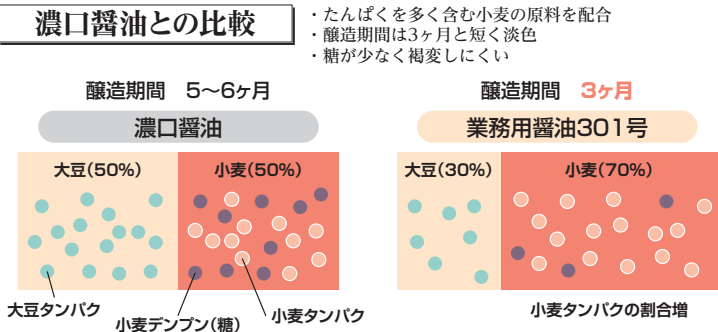 濃口醤油との比較
・たんぱくを多く含む小麦の原料を配合
・醸造期間は3ヶ月と短く淡色
・糖が少なく褐変しにくい
醸造期間 5〜6ヶ月
濃口醤油
大豆(50%)
小麦(50%)
大豆タンパク
小麦デンプン(糖)
小麦タンパク
醸造期間 3ヶ月
業務用醤油301号
大豆(30%)
小麦(70%)
小麦タンパクの割合増